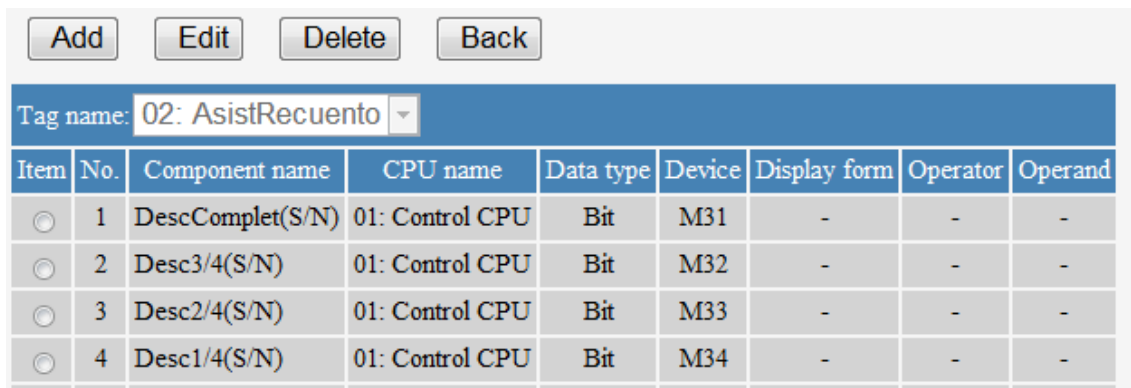 Add Edit Delete Back
Tag name: 02: AsistRecuento
Item No. Component name CPU name Data type Device Display form Operator Operand
1 DescComplet(S/N) 01: Control CPU Bit M31 - - -
2 Desc3/4(S/N) 01: Control CPU Bit M32 - - -
3 Desc2/4(S/N) 01: Control CPU Bit M33 - - -
4 Desc1/4(S/N) 01: Control CPU Bit M34 - - -